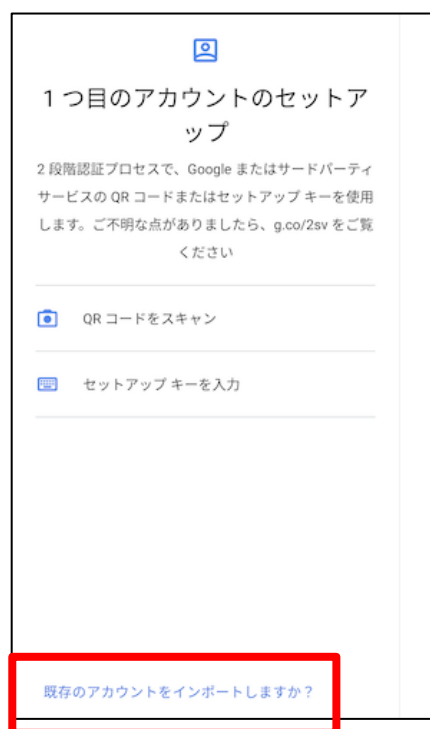 1つ目のアカウントのセットア
ップ
2 段階認証プロセスで、Google またはサードパーティ
サービスの QR コードまたはセットアップ キーを使用
します。ご不明な点がありましたら、g.co/2sv をご覧
ください
QR コードをスキャン
セットアップ キーを入力
既存のアカウントをインポートしますか？